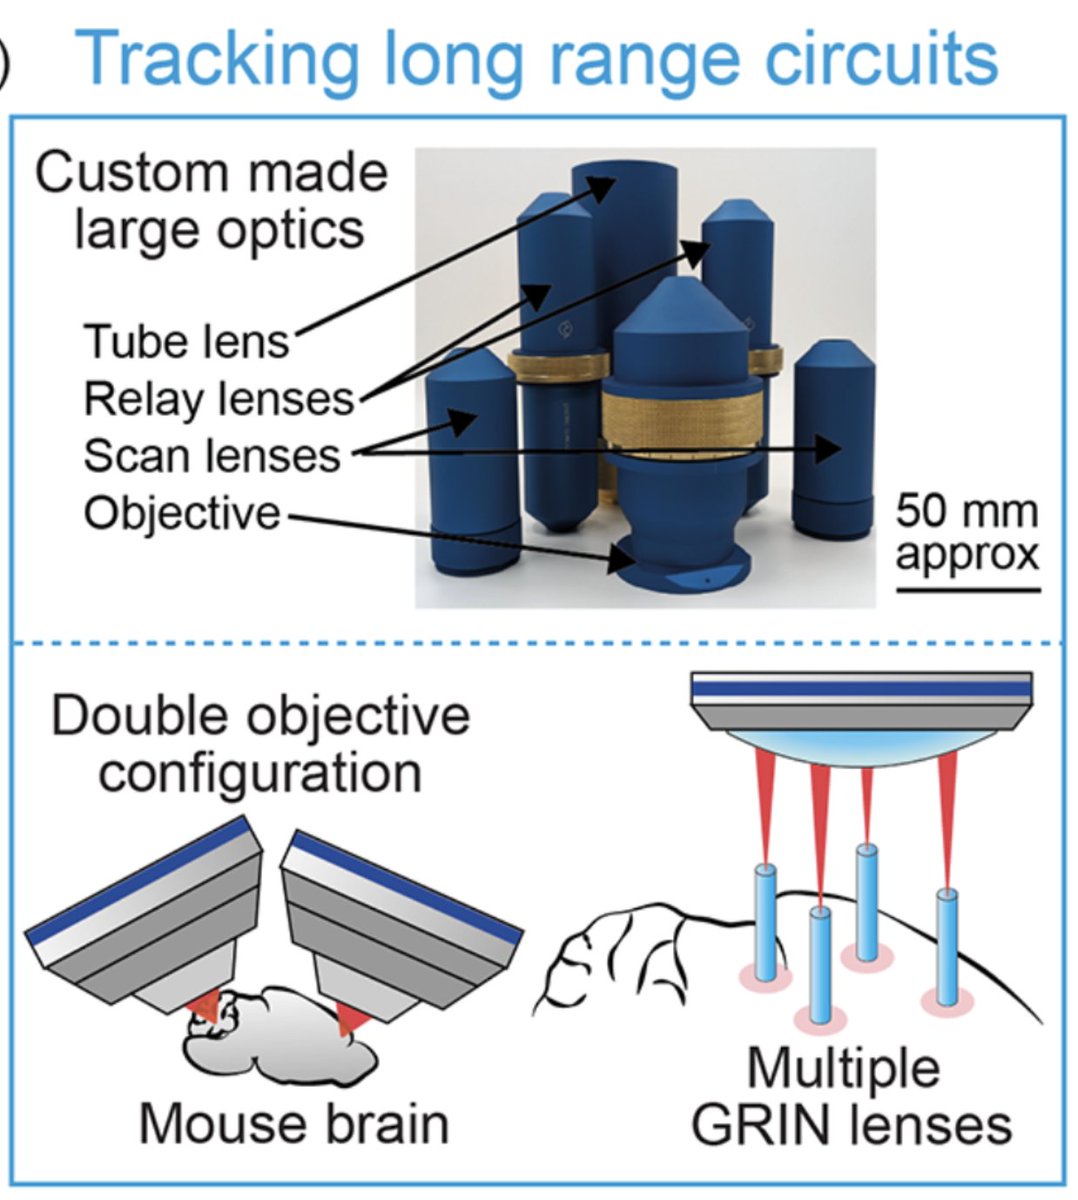 )
Tracking long range circuits
Custom made
large optics
Tube lens
Relay lenses
Scan lenses
Objective
50 mm
approx
Double objective
configuration
Mouse brain
Multiple
GRIN lenses